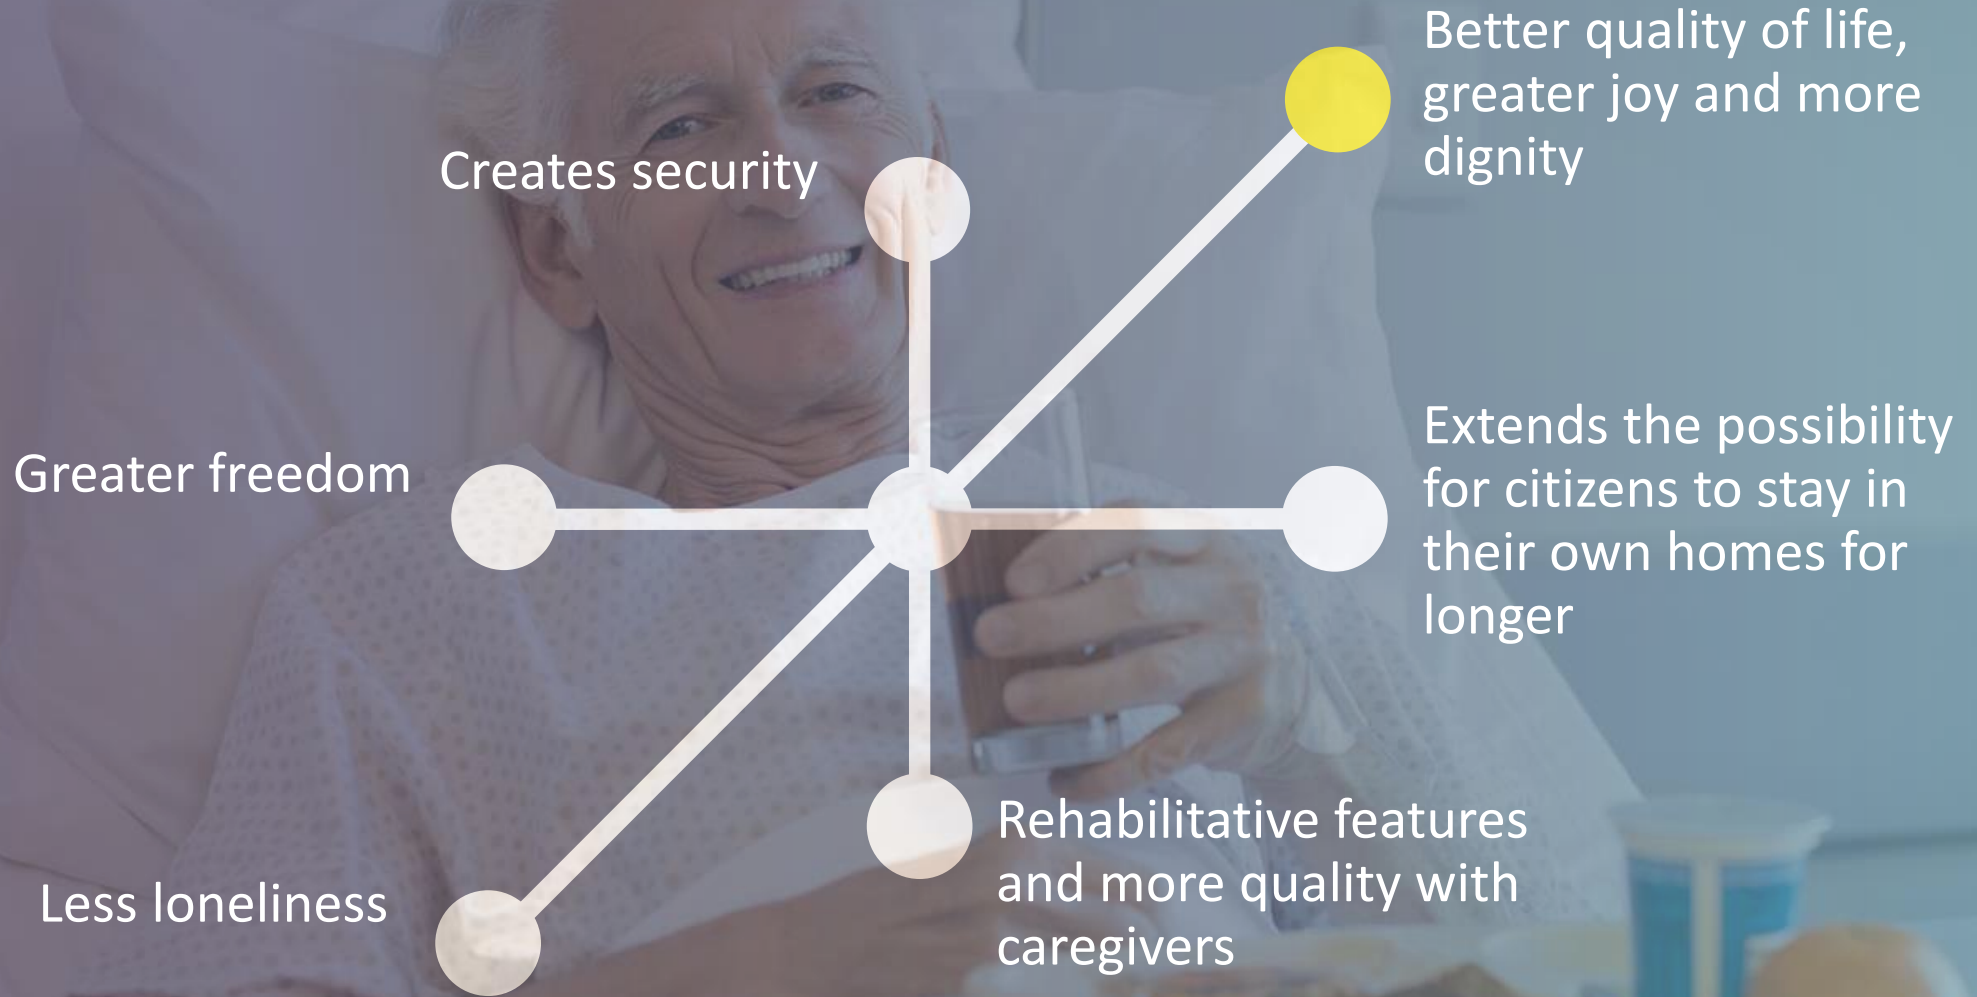 Better quality of life,
greater joy and more
dignity
Creates security
Extends the possibility
for citizens to stay in
their own homes for
longer
Greater freedom
Rehabilitative features
and more quality with
caregivers
Less loneliness